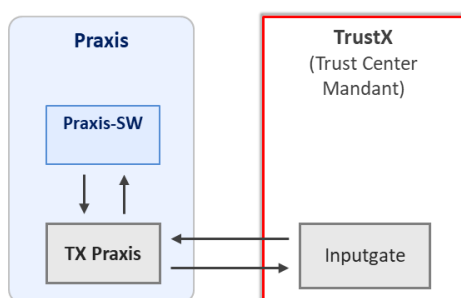 Praxis
Praxis-SW
TX Praxis
TrustX
(Trust Center
Mandant)
Inputgate